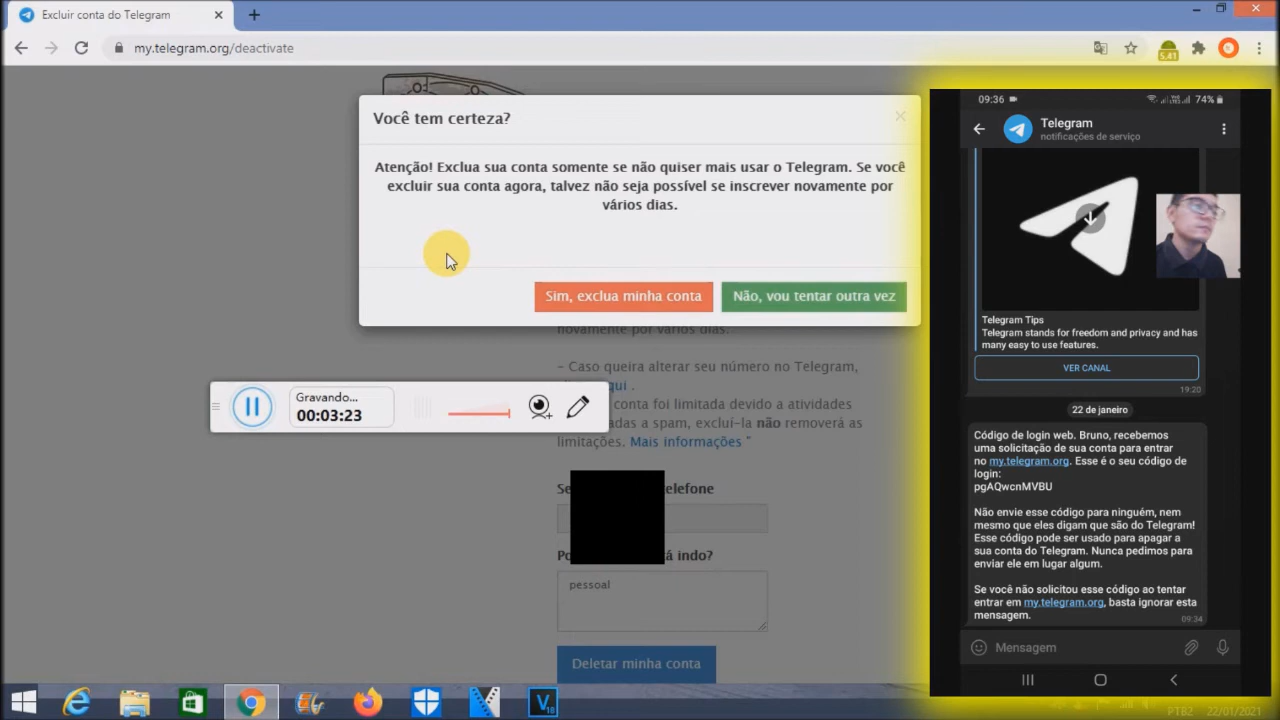 Excluir conta do Telegram
my.telegram.org/deactivate
5.41
Você tem certeza?
Atenção! Exclua sua conta somente se não quiser mais usar o Telegram. Se você
excluir sua conta agora, talvez não seja possível se inscrever novamente por
vários dias.
Sim, exclua minha conta
Não, vou tentar outra vez
novamente por vários dias.
- Caso queira alterar seu número no Telegram,
qui .
conta foi limitada devido a atividades
adas a spam, excluí-la não removerá as
limitações. Mais informações "
Gravando...
00:03:23
Se elefone
Po á indo?
pessoal
Deletar minha conta
09:36
74%
Telegram
notificações de serviço
Telegram Tips
Telegram stands for freedom and privacy and has
many easy to use features.
VER CANAL
19:20
22 de janeiro
Código de login web. Bruno, recebemos
uma solicitação de sua conta para entrar
no my.telegram.org. Esse é o seu código de
login:
pgAQwcnMVBU
Não envie esse código para ninguém, nem
mesmo que eles digam que são do Telegram!
Esse código pode ser usado para apagar a
sua conta do Telegram. Nunca pedimos para
enviar ele em lugar algum.
Se você não solicitou esse código ao tentar
entrar em my.telegram.org, basta ignorar esta
mensagem.
09:34
Mensagem
V
18
PTB2
22/01/2021